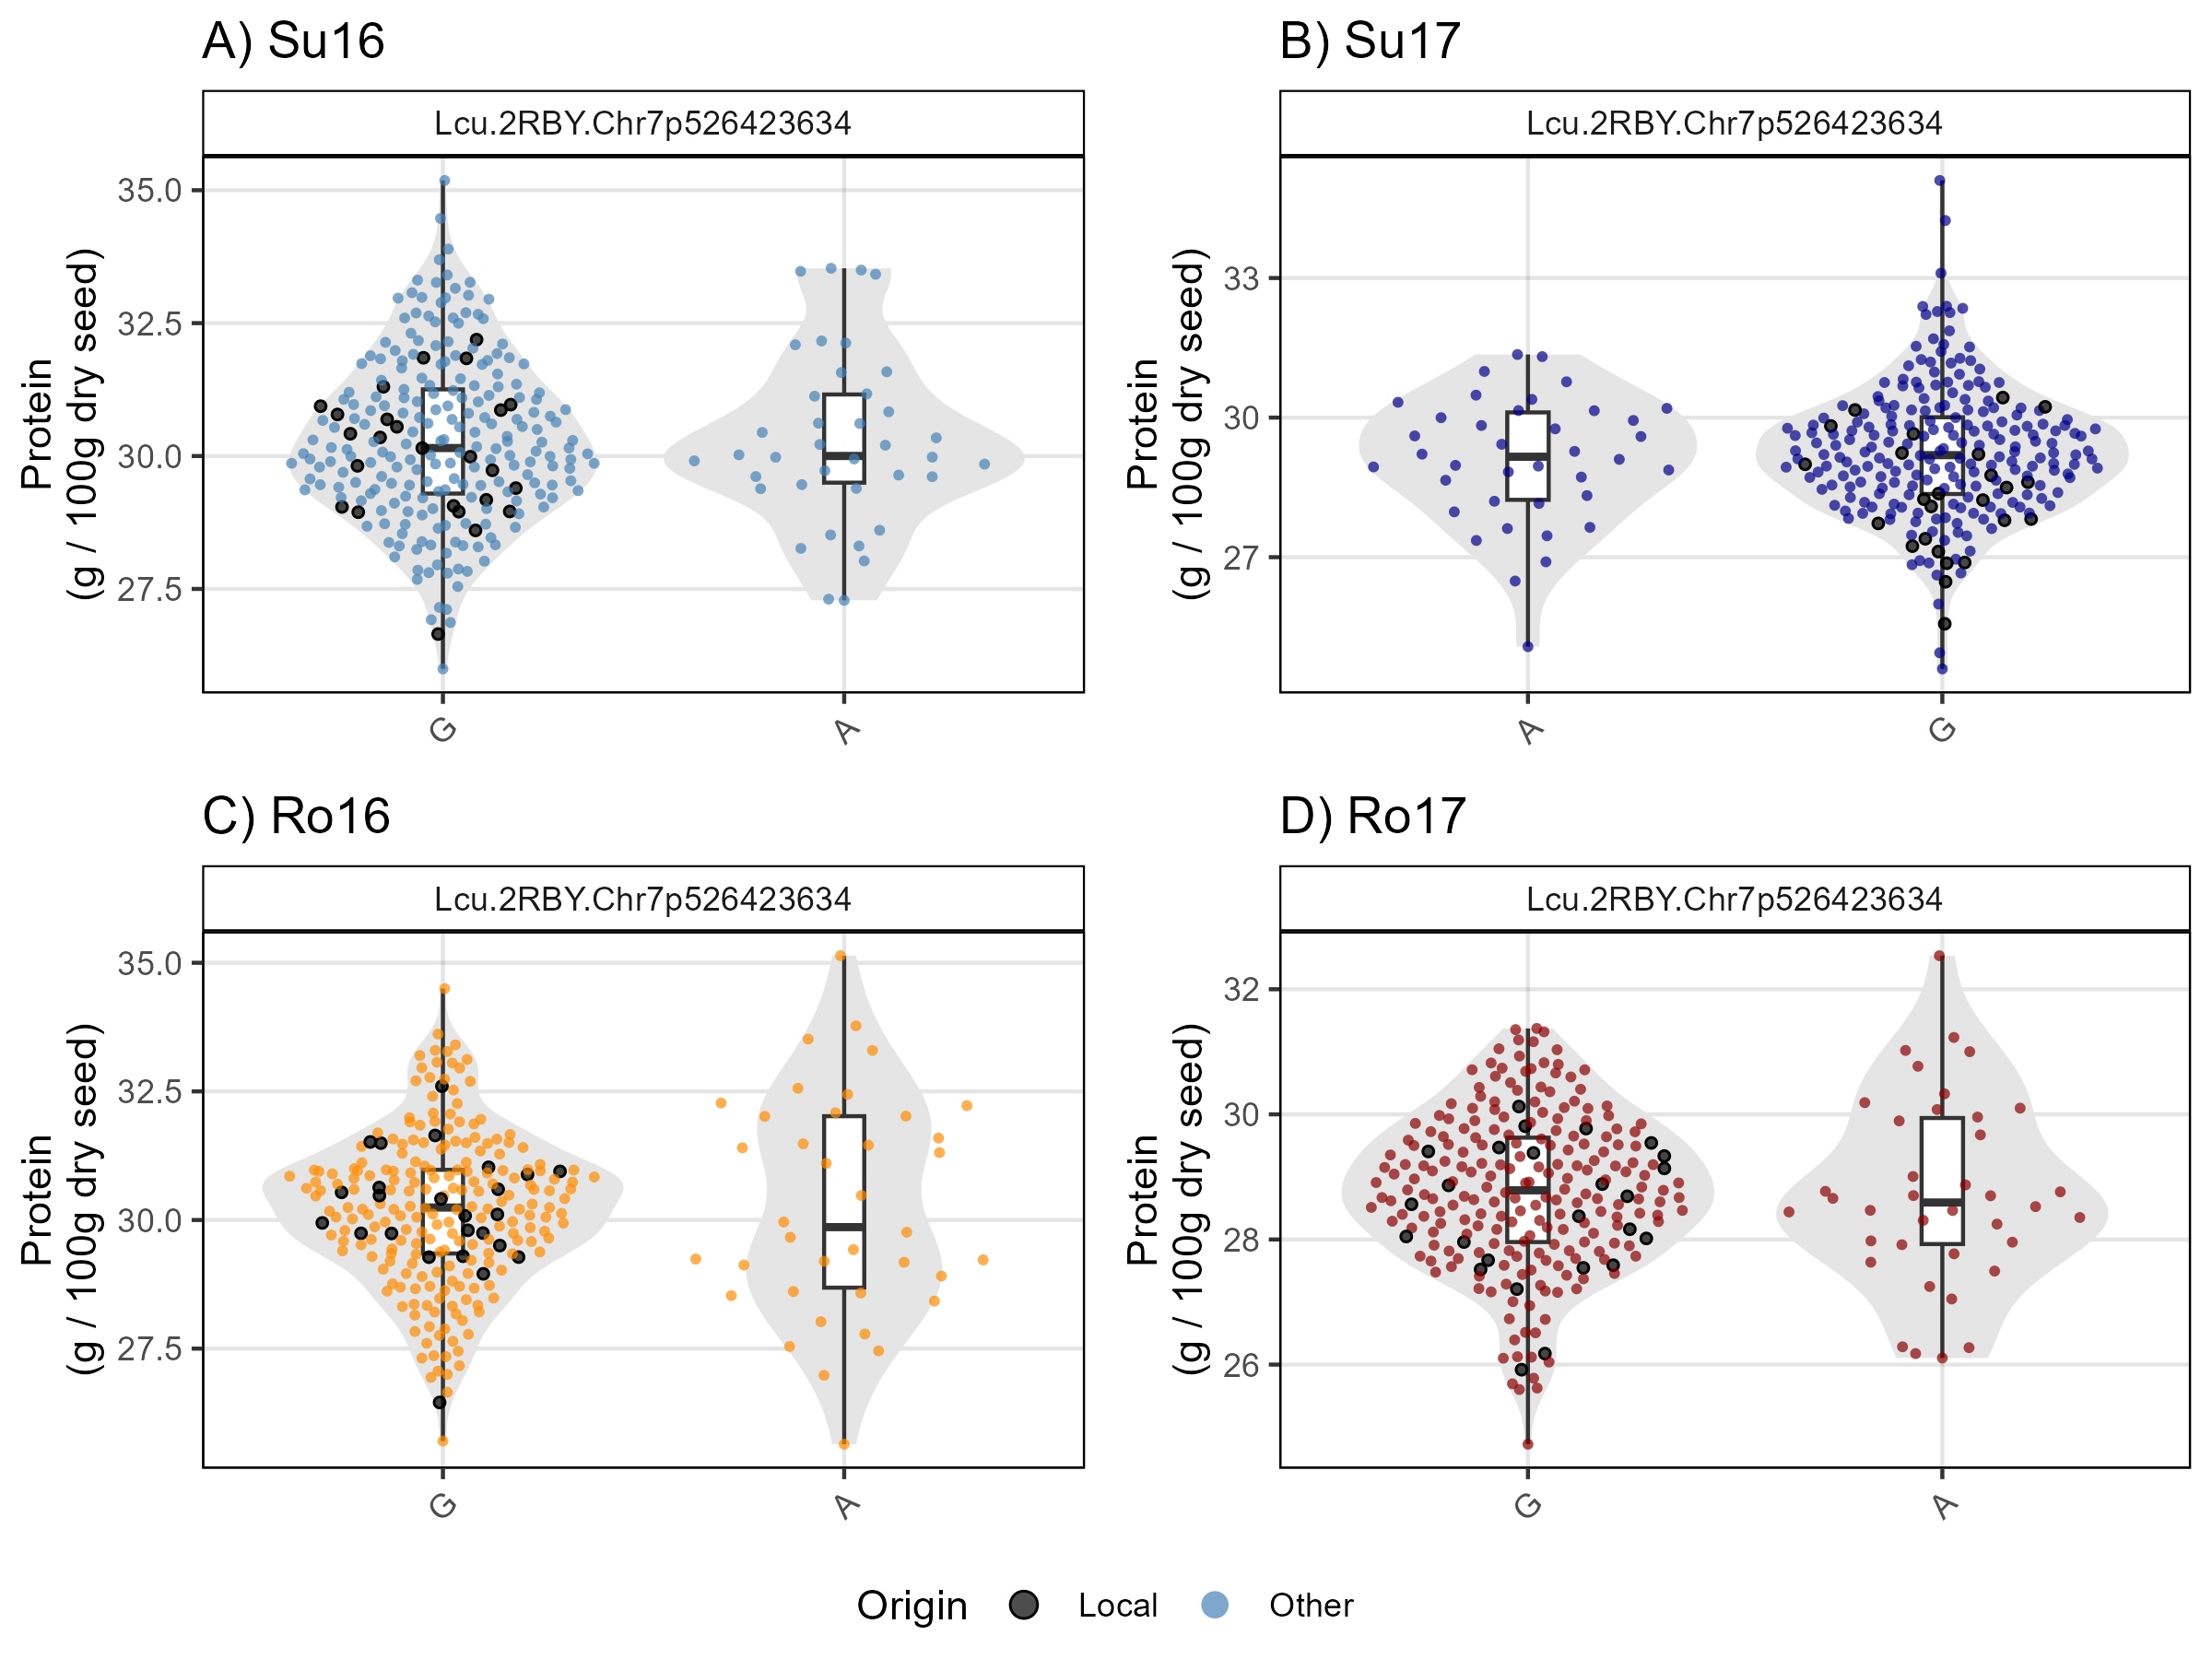 A) Su16
Lcu.2RBY.Chr7p526423634
Protein
(g / 100g dry seed)
35.0
32.5
30.0
27.5
G
A
B) Su17
Lcu.2RBY.Chr7p526423634
Protein
(g / 100g dry seed)
33
30
27
A
G
C) Ro16
Lcu.2RBY.Chr7p526423634
Protein
(g / 100g dry seed)
35.0
32.5
30.0
27.5
G
A
D) Ro17
Lcu.2RBY.Chr7p526423634
Protein
(g / 100g dry seed)
32
30
28
26
G
A
Origin Local Other